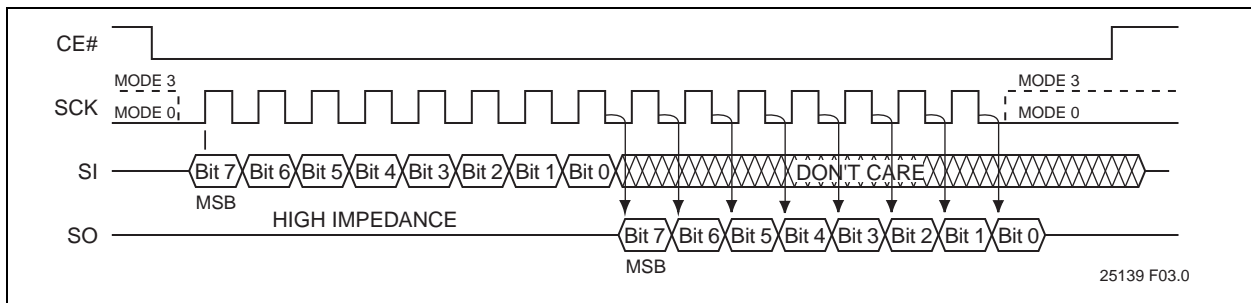 CE#
MODE 3
MODE 3
SCK
MODE 0
MODE 0
SI
Bit 7 Bit 6 Bit 5 Bit 4 Bit 3 Bit 2 Bit 1 Bit 0 DON'T CARE
MSB
HIGH IMPEDANCE
SO
Bit 7 Bit 6 Bit 5 Bit 4 Bit 3 Bit 2 Bit 1 Bit 0
MSB
25139 F03.0